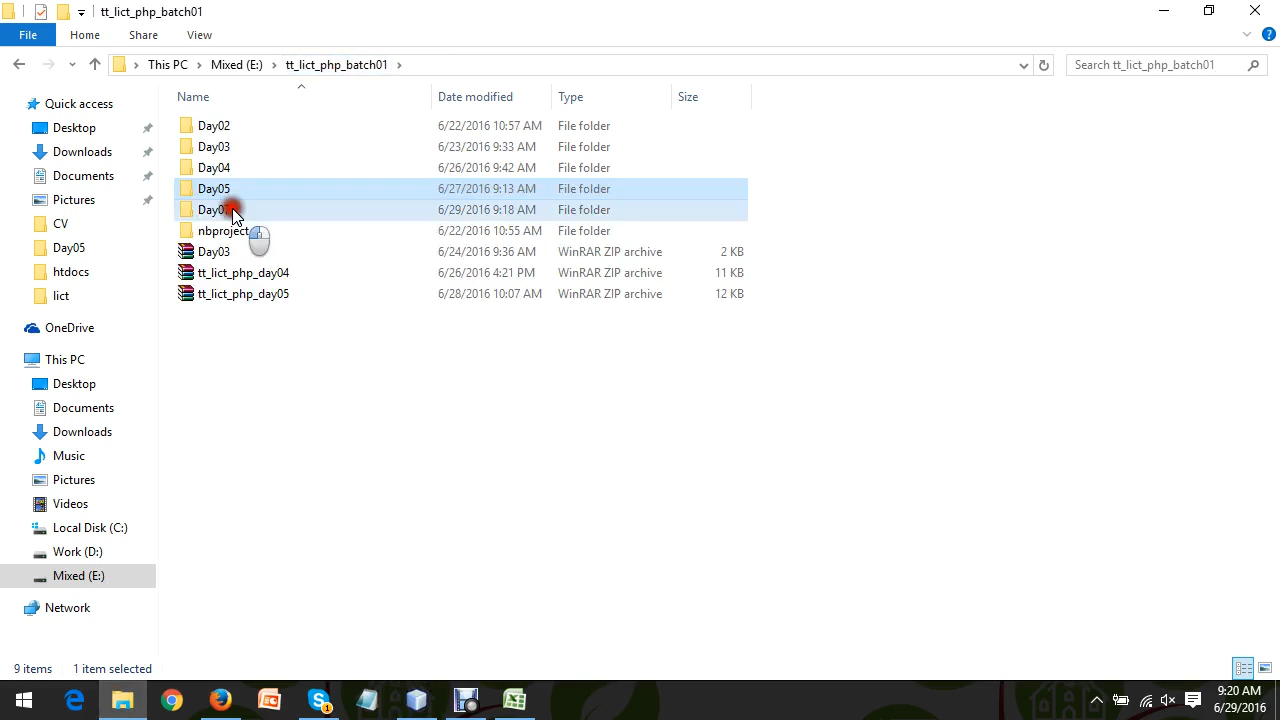 tt_lict_php_batch01
File Home Share View
This PC Mixed (E:) tt_lict_php_batch01 Search tt_lict_php_batch01
Name Date modified Type Size
Quick access
Desktop
Downloads
Documents
Pictures
CV
Day05
htdocs
lict
OneDrive
This PC
Desktop
Documents
Downloads
Music
Pictures
Videos
Local Disk (C:)
Work (D:)
Mixed (E:)
Network
Day02 6/22/2016 10:57 AM File folder
Day03 6/23/2016 9:33 AM File folder
Day04 6/26/2016 9:42 AM File folder
Day05 6/27/2016 9:13 AM File folder
6/29/2016 9:18 AM File folder
nbproject 6/22/2016 10:55 AM File folder
Day03 6/24/2016 9:36 AM WinRAR ZIP archive 2 KB
tt_lict_php_day04 6/26/2016 4:21 PM WinRAR ZIP archive 11 KB
tt_lict_php_day05 6/28/2016 10:07 AM WinRAR ZIP archive 12 KB
9 items 1 item selected
1
9:20 AM
6/29/2016